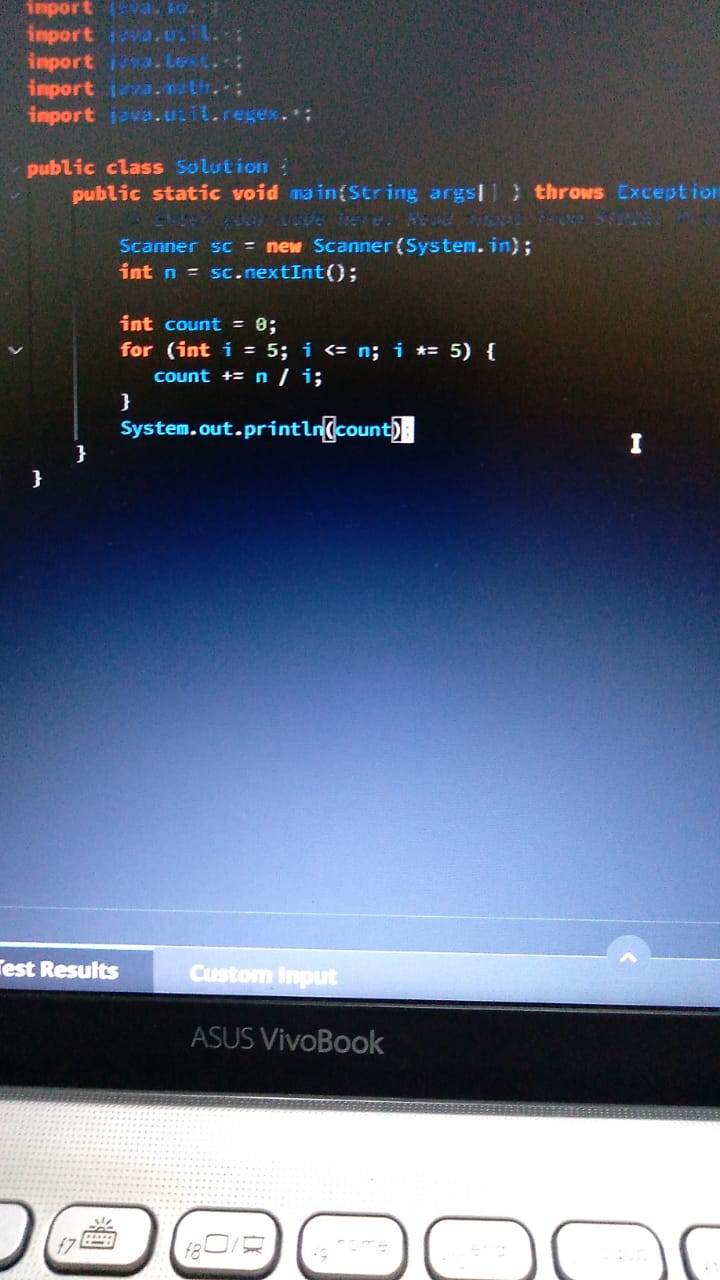 import java.io.*;
import java.util.*;
import java.text.*;
import java.math.*;
import java.util.regex.*;
public class Solution {
public static void main(String args[] ) throws Exception
Scanner sc = new Scanner(System.in);
int n = sc.nextInt();
int count = 0;
for (int i = 5; i <= n; i *= 5) {
count += n / i;
}
System.out.println(count);
}
}
Test Results
Custom Input
ASUS VivoBook
f7
f8
f9 home
end